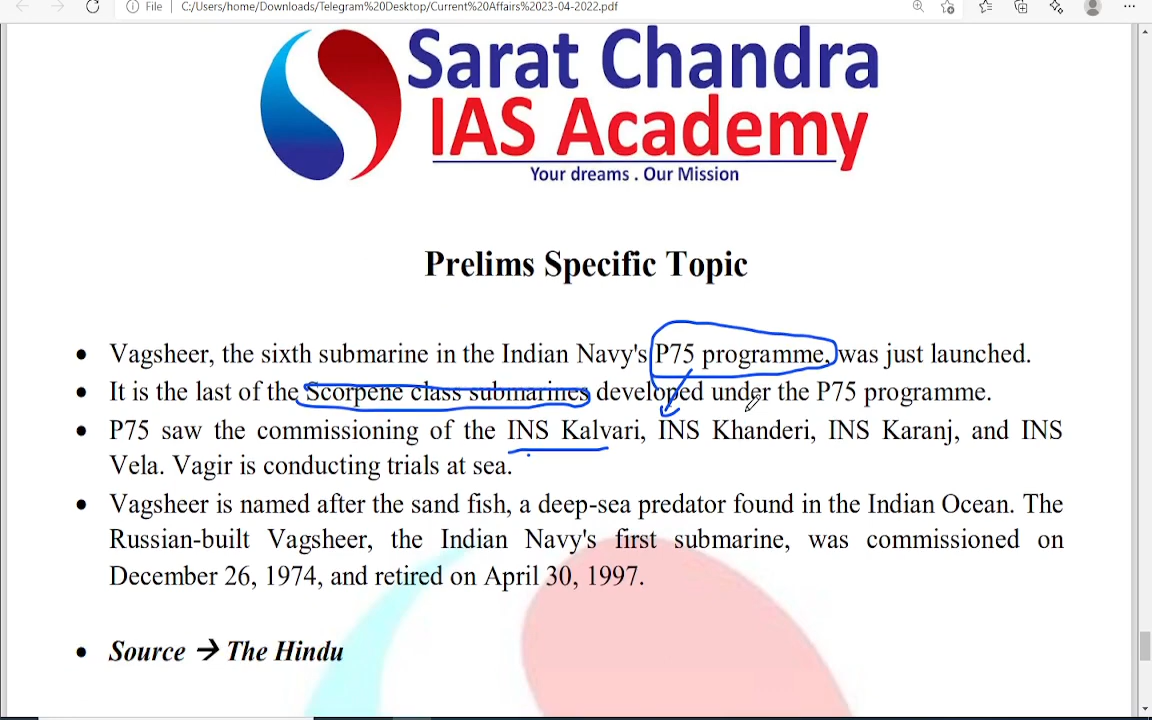 File | C:/Users/home/Downloads/Telegram%20Desktop/Current%20Affairs%2023-04-2022.pdf
Sarat Chandra
IAS Academy
Your dreams . Our Mission
Prelims Specific Topic
• Vagsheer, the sixth submarine in the Indian Navy's P75 programme, was just launched.
• It is the last of the Scorpene class submarines developed under the P75 programme.
• P75 saw the commissioning of the INS Kalvari, INS Khanderi, INS Karanj, and INS
Vela. Vagir is conducting trials at sea.
• Vagsheer is named after the sand fish, a deep-sea predator found in the Indian Ocean. The
Russian-built Vagsheer, the Indian Navy's first submarine, was commissioned on
December 26, 1974, and retired on April 30, 1997.
• Source → The Hindu